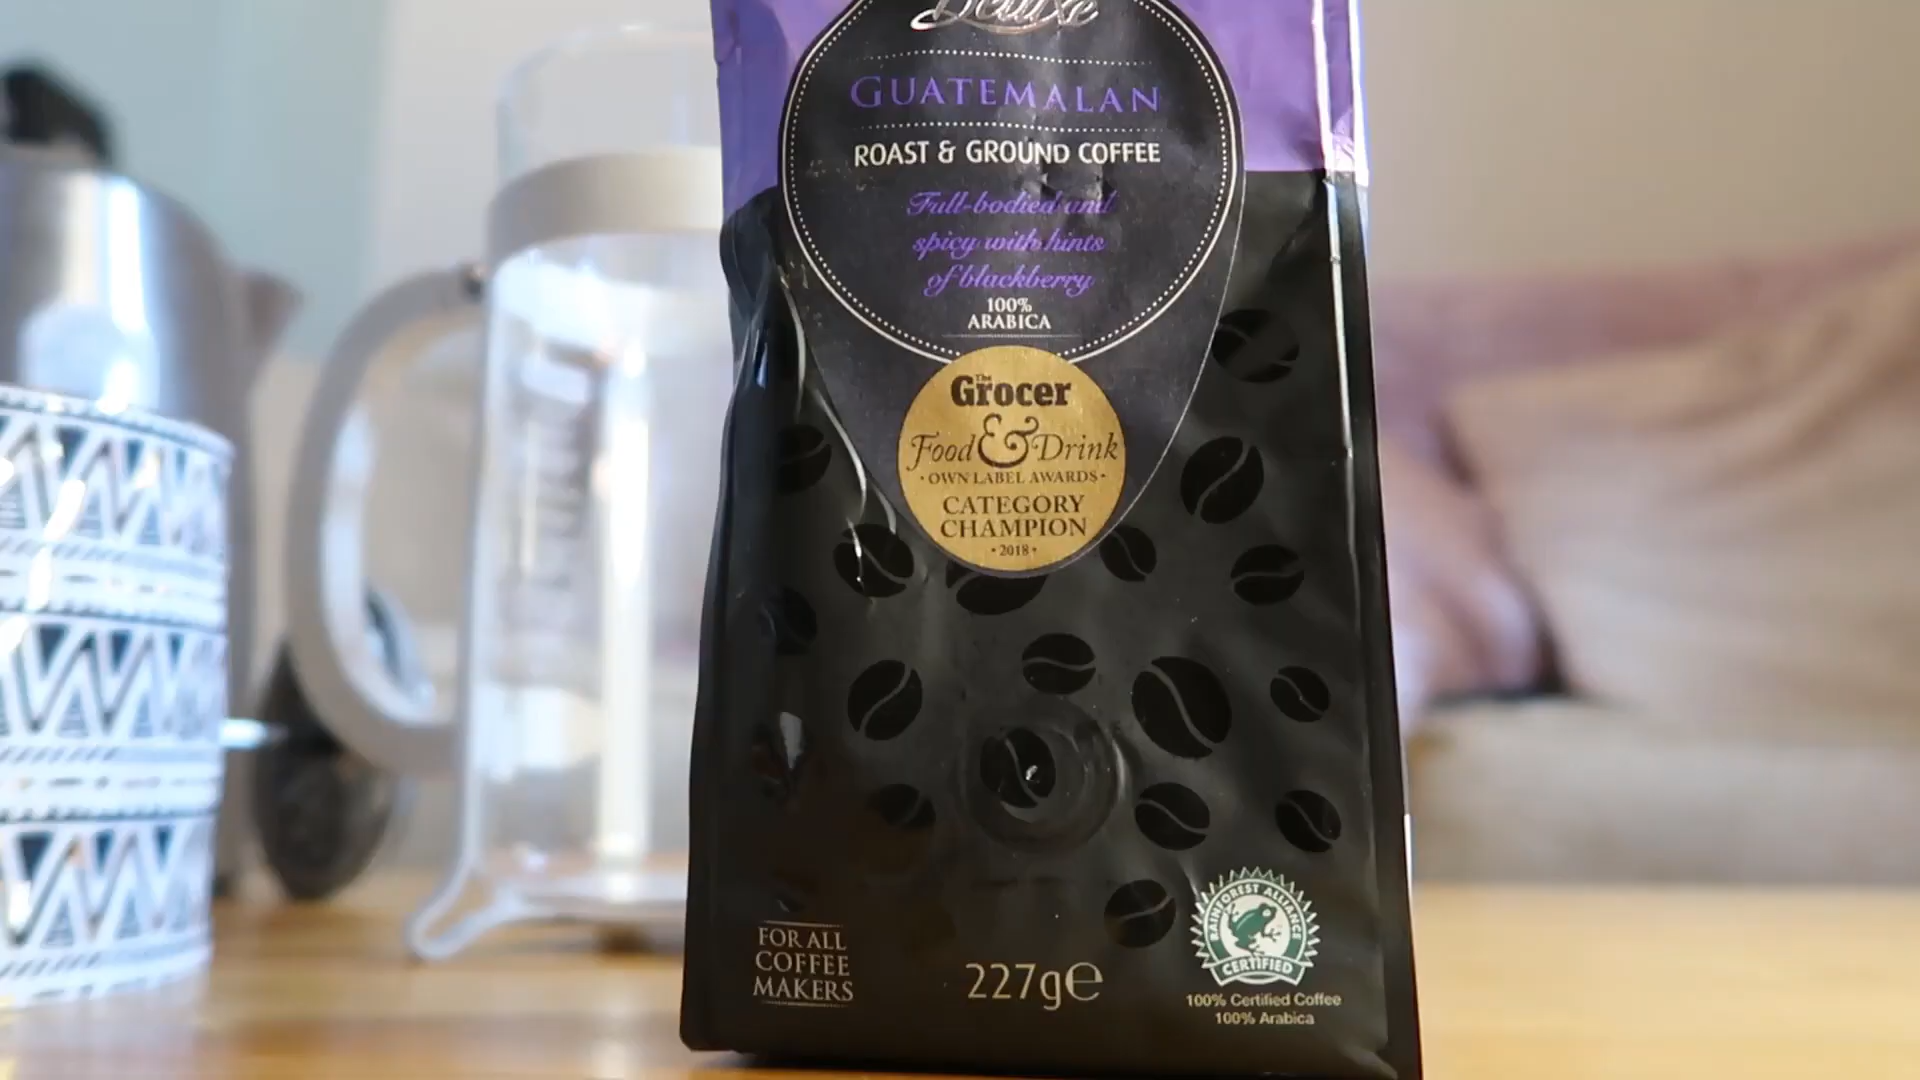 Deluxe
GUATEMALAN
ROAST & GROUND COFFEE
Full-bodied and
spicy with hints
of blackberry
100%
ARABICA
The
Grocer
Food & Drink
• OWN LABEL AWARDS •
CATEGORY
CHAMPION
• 2018 •
FOR ALL
COFFEE
MAKERS
227g℮
RAINFOREST ALLIANCE
CERTIFIED
100% Certified Coffee
100% Arabica